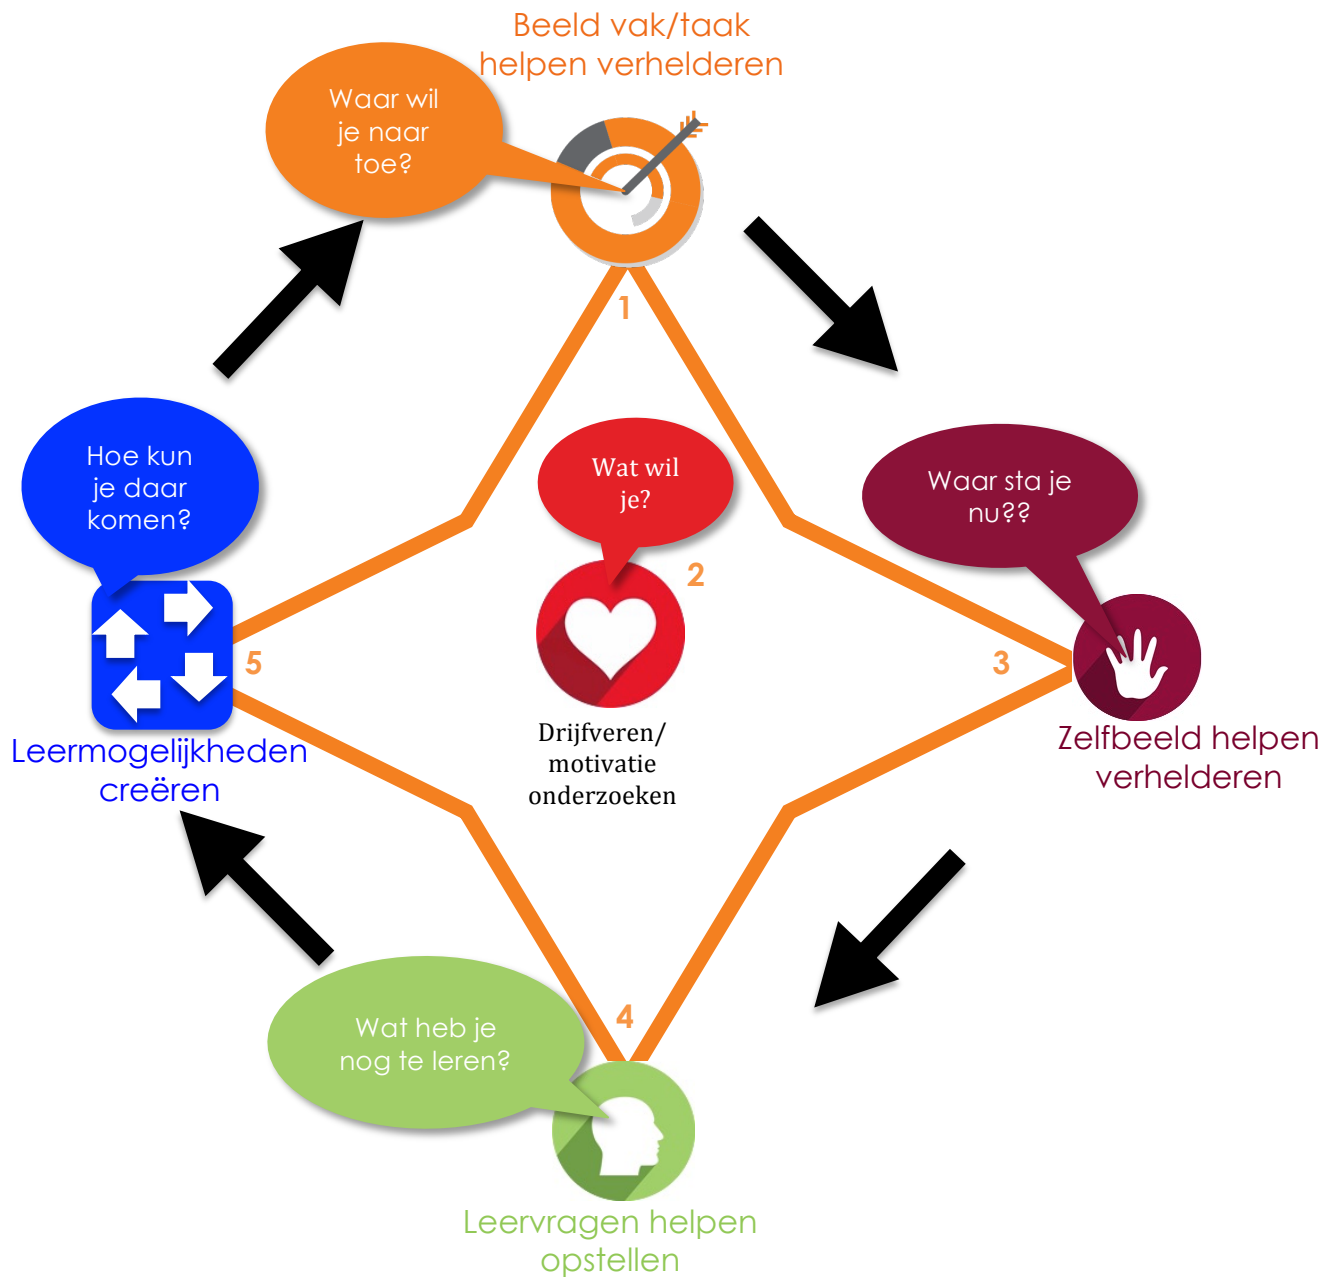 Beeld vak/taak
helpen verhelderen
Waar wil
je naar
toe?
1
Hoe kun
je daar
komen?
Wat wil
je?
2
Waar sta je
nu??
5
3
Leermogelijkheden
creëren
Drijfveren/
motivatie
onderzoeken
Zelfbeeld helpen
verhelderen
4
Wat heb je
nog te leren?
Leervragen helpen
opstellen